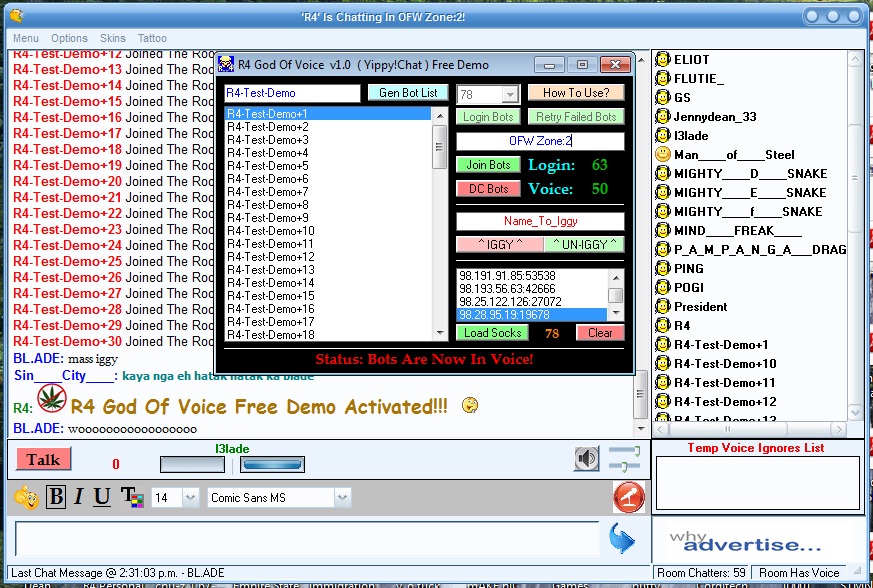 'R4' Is Chatting In OFW Zone:2!
Menu Options Skins Tattoo
R4-Test-Demo+12 Joined The Roo
R4-Test-Demo+13 Joined The Roo
R4-Test-Demo+14 Joined The Roo
R4-Test-Demo+15 Joined The Roo
R4-Test-Demo+16 Joined The Roo
R4-Test-Demo+17 Joined The Roo
R4-Test-Demo+18 Joined The Roo
R4-Test-Demo+19 Joined The Roo
R4-Test-Demo+20 Joined The Roo
R4-Test-Demo+21 Joined The Roo
R4-Test-Demo+22 Joined The Roo
R4-Test-Demo+23 Joined The Roo
R4-Test-Demo+24 Joined The Roo
R4-Test-Demo+25 Joined The Roo
R4-Test-Demo+26 Joined The Roo
R4-Test-Demo+27 Joined The Roo
R4-Test-Demo+28 Joined The Roo
R4-Test-Demo+29 Joined The Roo
R4-Test-Demo+30 Joined The Roo
BL.ADE: mass iggy
Sin____City____: kaya nga eh hatak hatak ka blade
R4: R4 God Of Voice Free Demo Activated!!!
BL.ADE: wooooooooooooooooo
R4 God Of Voice v1.0 ( Yippy!Chat ) Free Demo
R4-Test-Demo
Gen Bot List
78
How To Use?
R4-Test-Demo+1
R4-Test-Demo+2
R4-Test-Demo+3
R4-Test-Demo+4
R4-Test-Demo+5
R4-Test-Demo+6
R4-Test-Demo+7
R4-Test-Demo+8
R4-Test-Demo+9
R4-Test-Demo+10
R4-Test-Demo+11
R4-Test-Demo+12
R4-Test-Demo+13
R4-Test-Demo+14
R4-Test-Demo+15
R4-Test-Demo+16
R4-Test-Demo+17
R4-Test-Demo+18
Login Bots
Retry Failed Bots
OFW Zone:2
Join Bots
Login: 63
DC Bots
Voice: 50
Name_To_Iggy
^ IGGY ^
^ UN-IGGY ^
98.191.91.85:53538
98.193.56.63:42666
98.25.122.126:27072
98.28.95.19:19678
Load Socks
78
Clear
Status: Bots Are Now In Voice!
ELIOT
FLUTIE_
GS
Jennydean_33
l3lade
Man____of____Steel
MIGHTY____D____SNAKE
MIGHTY____E____SNAKE
MIGHTY____f____SNAKE
MIND____FREAK____
P_A_M_P_A_N_G_A___DRAG
PING
POGI
President
R4
R4-Test-Demo+1
R4-Test-Demo+10
R4-Test-Demo+11
R4-Test-Demo+12
R4-Test-Demo+13
Talk
0
l3lade
Temp Voice Ignores List
B I U T
14
Comic Sans MS
why advertise...
Last Chat Message @ 2:31:03 p.m. - BL.ADE
Room Chatters: 59
Room Has Voice